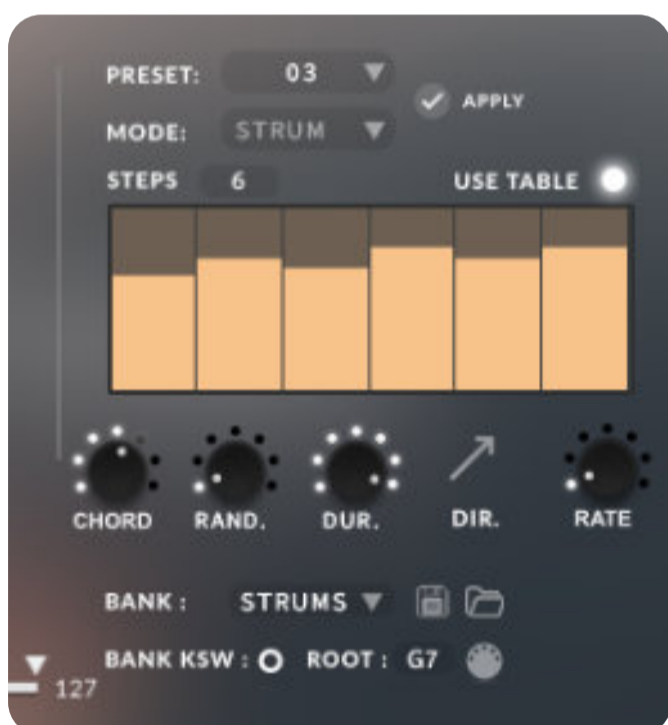 PRESET: 03
APPLY
MODE: STRUM
STEPS 6 USE TABLE
CHORD RAND. DUR. DIR. RATE
BANK : STRUMS
BANK KSW : ROOT : G7
127